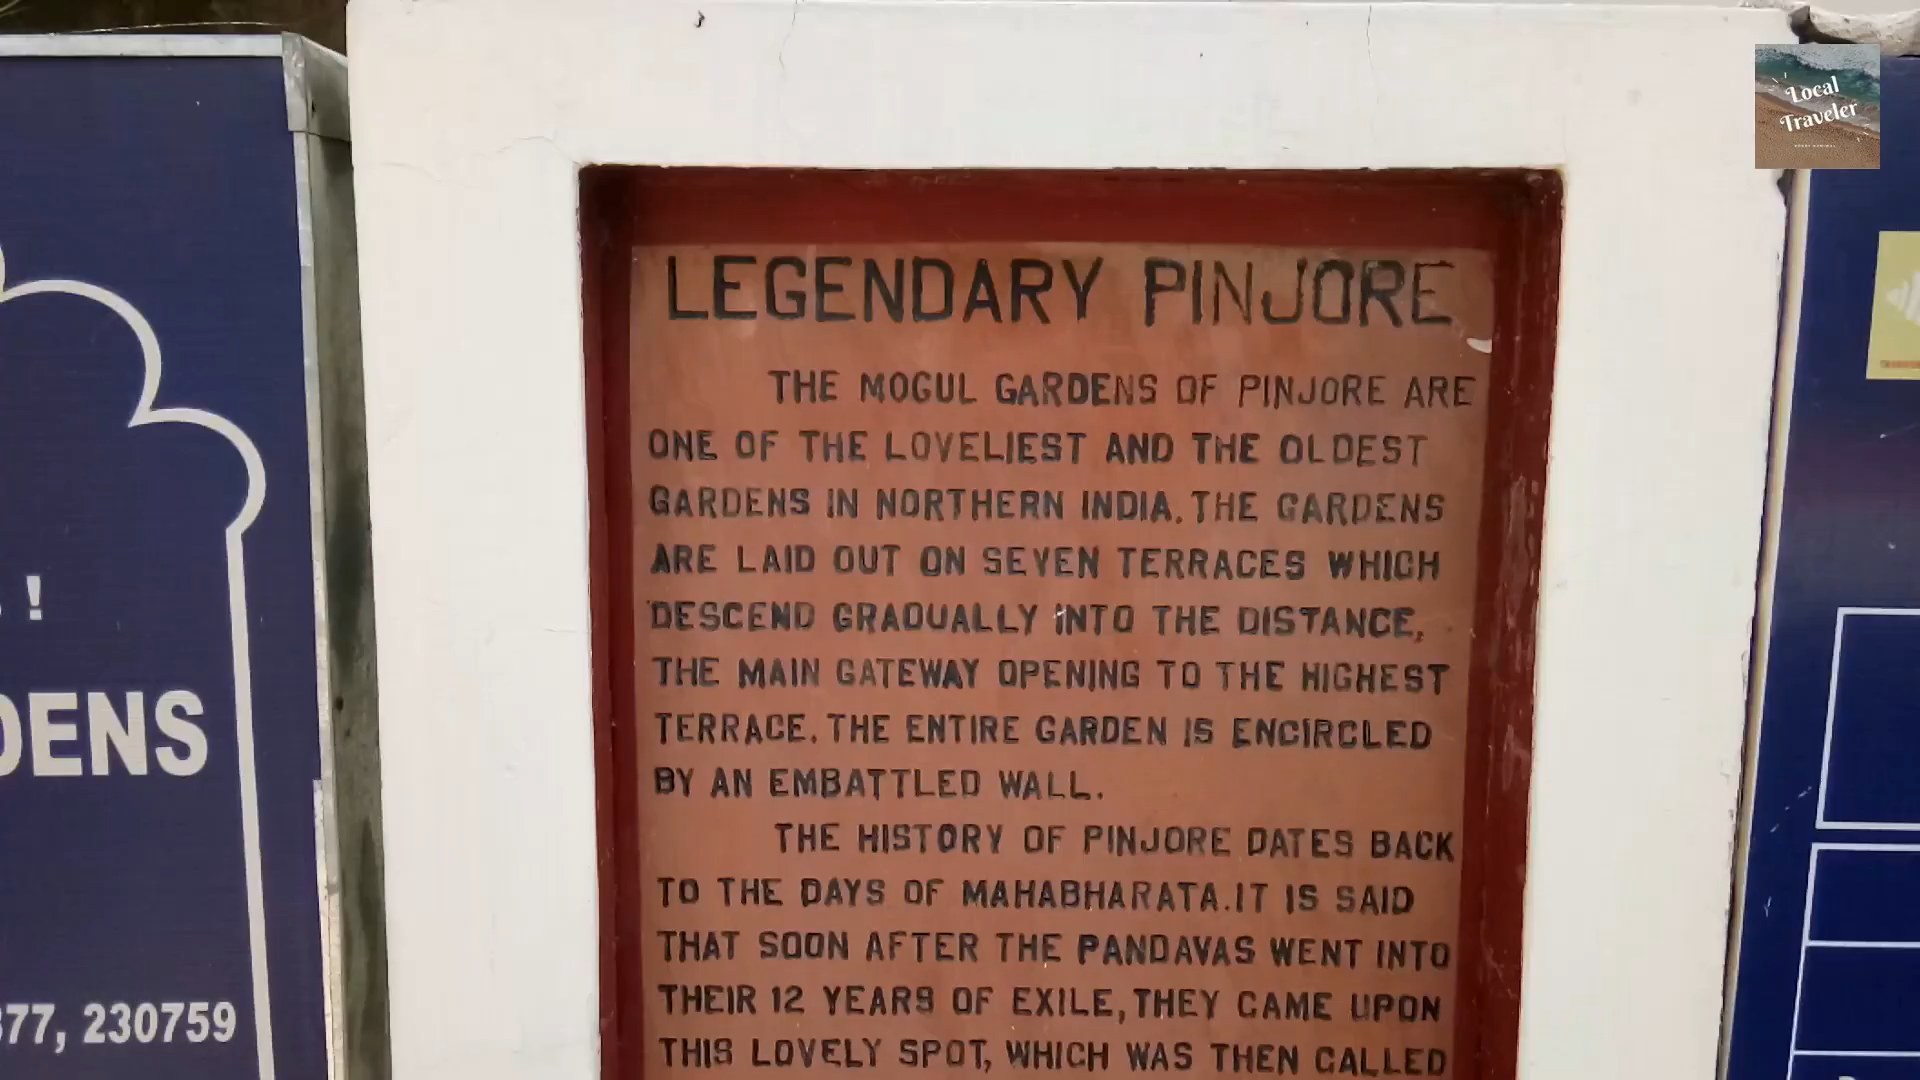 Local
Traveler
LEGENDARY PINJORE
THE MOGUL GARDENS OF PINJORE ARE
ONE OF THE LOVELIEST AND THE OLDEST
GARDENS IN NORTHERN INDIA. THE GARDENS
ARE LAID OUT ON SEVEN TERRACES WHICH
DESCEND GRADUALLY INTO THE DISTANCE,
THE MAIN GATEWAY OPENING TO THE HIGHEST
TERRACE. THE ENTIRE GARDEN IS ENCIRCLED
BY AN EMBATTLED WALL.
THE HISTORY OF PINJORE DATES BACK
TO THE DAYS OF MAHABHARATA. IT IS SAID
THAT SOON AFTER THE PANDAVAS WENT INTO
THEIR 12 YEARS OF EXILE, THEY CAME UPON
THIS LOVELY SPOT, WHICH WAS THEN CALLED
!
DENS
377, 230759